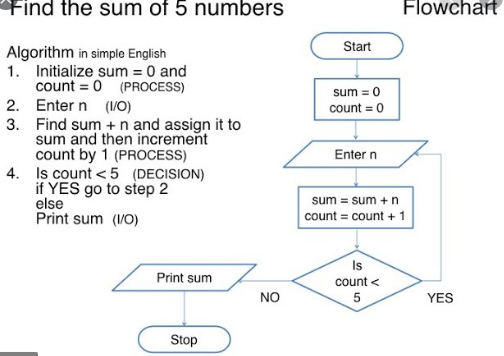 Find the sum of 5 numbers
Flowchart
Algorithm in simple English
1. Initialize sum = 0 and
count = 0 (PROCESS)
2. Enter n (I/O)
3. Find sum + n and assign it to
sum and then increment
count by 1 (PROCESS)
4. Is count < 5 (DECISION)
if YES go to step 2
else
Print sum (I/O)
Start
sum = 0
count = 0
Enter n
sum = sum + n
count = count + 1
Is
count <
5
YES
NO
Print sum
Stop